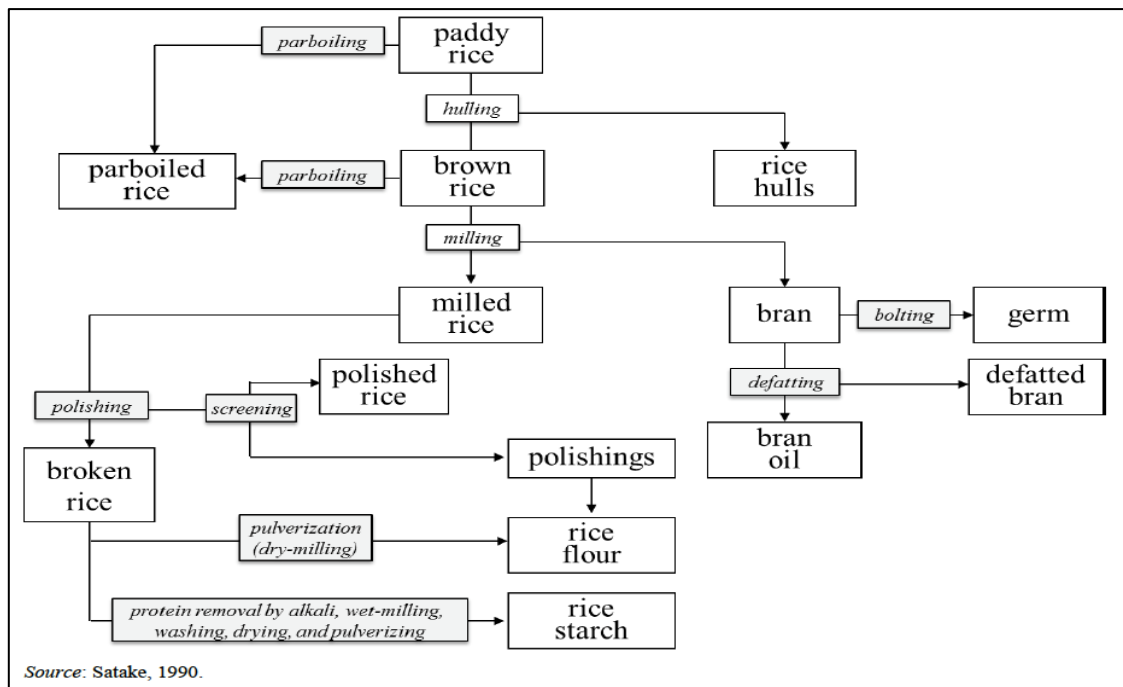 parboiling
paddy
rice
hulling
parboiled
rice
parboiling
brown
rice
rice
hulls
milling
milled
rice
bran
bolting
germ
polished
rice
defatting
defatted
bran
polishing
screening
bran
oil
broken
rice
polishings
pulverization
(dry-milling)
rice
flour
protein removal by alkali, wet-milling,
washing, drying, and pulverizing
rice
starch
Source: Satake, 1990.